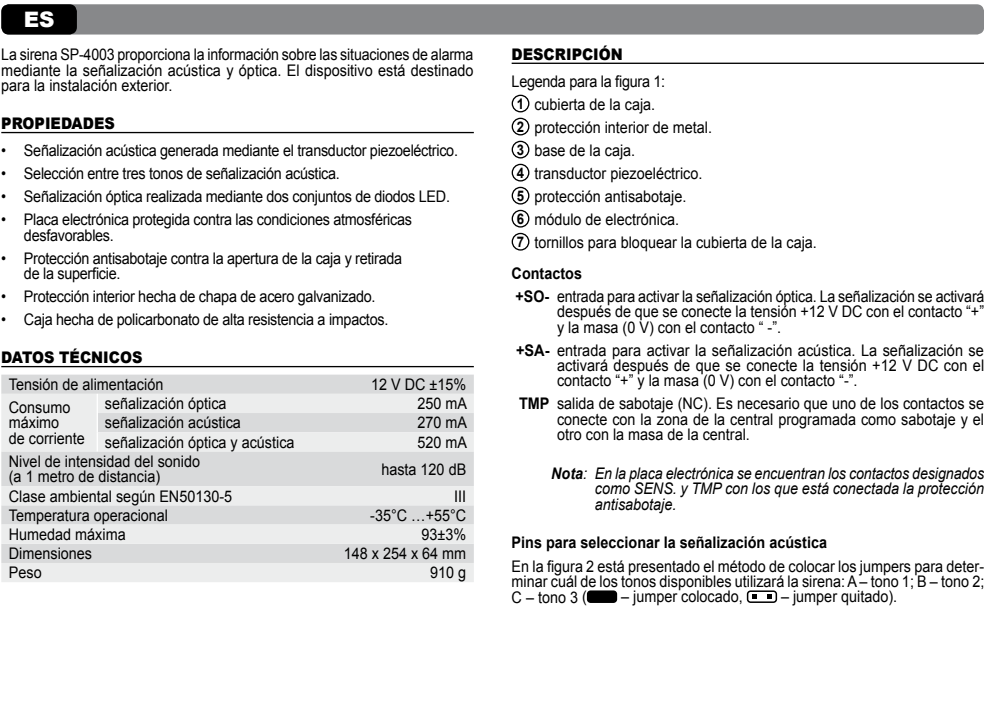 ES
La sirena SP-4003 proporciona la información sobre las situaciones de alarma
mediante la señalización acústica y óptica. El dispositivo está destinado
para la instalación exterior.
PROPIEDADES
• Señalización acústica generada mediante el transductor piezoeléctrico.
• Selección entre tres tonos de señalización acústica.
• Señalización óptica realizada mediante dos conjuntos de diodos LED.
• Placa electrónica protegida contra las condiciones atmosféricas
desfavorables.
• Protección antisabotaje contra la apertura de la caja y retirada
de la superficie.
• Protección interior hecha de chapa de acero galvanizado.
• Caja hecha de policarbonato de alta resistencia a impactos.
DATOS TÉCNICOS
Tensión de alimentación 12 V DC ±15%
Consumo máximo de corriente señalización óptica 250 mA
señalización acústica 270 mA
señalización óptica y acústica 520 mA
Nivel de intensidad del sonido
(a 1 metro de distancia) hasta 120 dB
Clase ambiental según EN50130-5 III
Temperatura operacional -35°C …+55°C
Humedad máxima 93±3%
Dimensiones 148 x 254 x 64 mm
Peso 910 g
DESCRIPCIÓN
Legenda para la figura 1:
① cubierta de la caja.
② protección interior de metal.
③ base de la caja.
④ transductor piezoeléctrico.
⑤ protección antisabotaje.
⑥ módulo de electrónica.
⑦ tornillos para bloquear la cubierta de la caja.
Contactos
+SO- entrada para activar la señalización óptica. La señalización se activará
después de que se conecte la tensión +12 V DC con el contacto “+”
y la masa (0 V) con el contacto “ -”.
+SA- entrada para activar la señalización acústica. La señalización se
activará después de que se conecte la tensión +12 V DC con el
contacto “+” y la masa (0 V) con el contacto “-”.
TMP salida de sabotaje (NC). Es necesario que uno de los contactos se
conecte con la zona de la central programada como sabotaje y el
otro con la masa de la central.
Nota: En la placa electrónica se encuentran los contactos designados
como SENS. y TMP con los que está conectada la protección
antisabotaje.
Pins para seleccionar la señalización acústica
En la figura 2 está presentado el método de colocar los jumpers para deter-
minar cuál de los tonos disponibles utilizará la sirena: A – tono 1; B – tono 2;
C – tono 3 ( – jumper colocado, – jumper quitado).